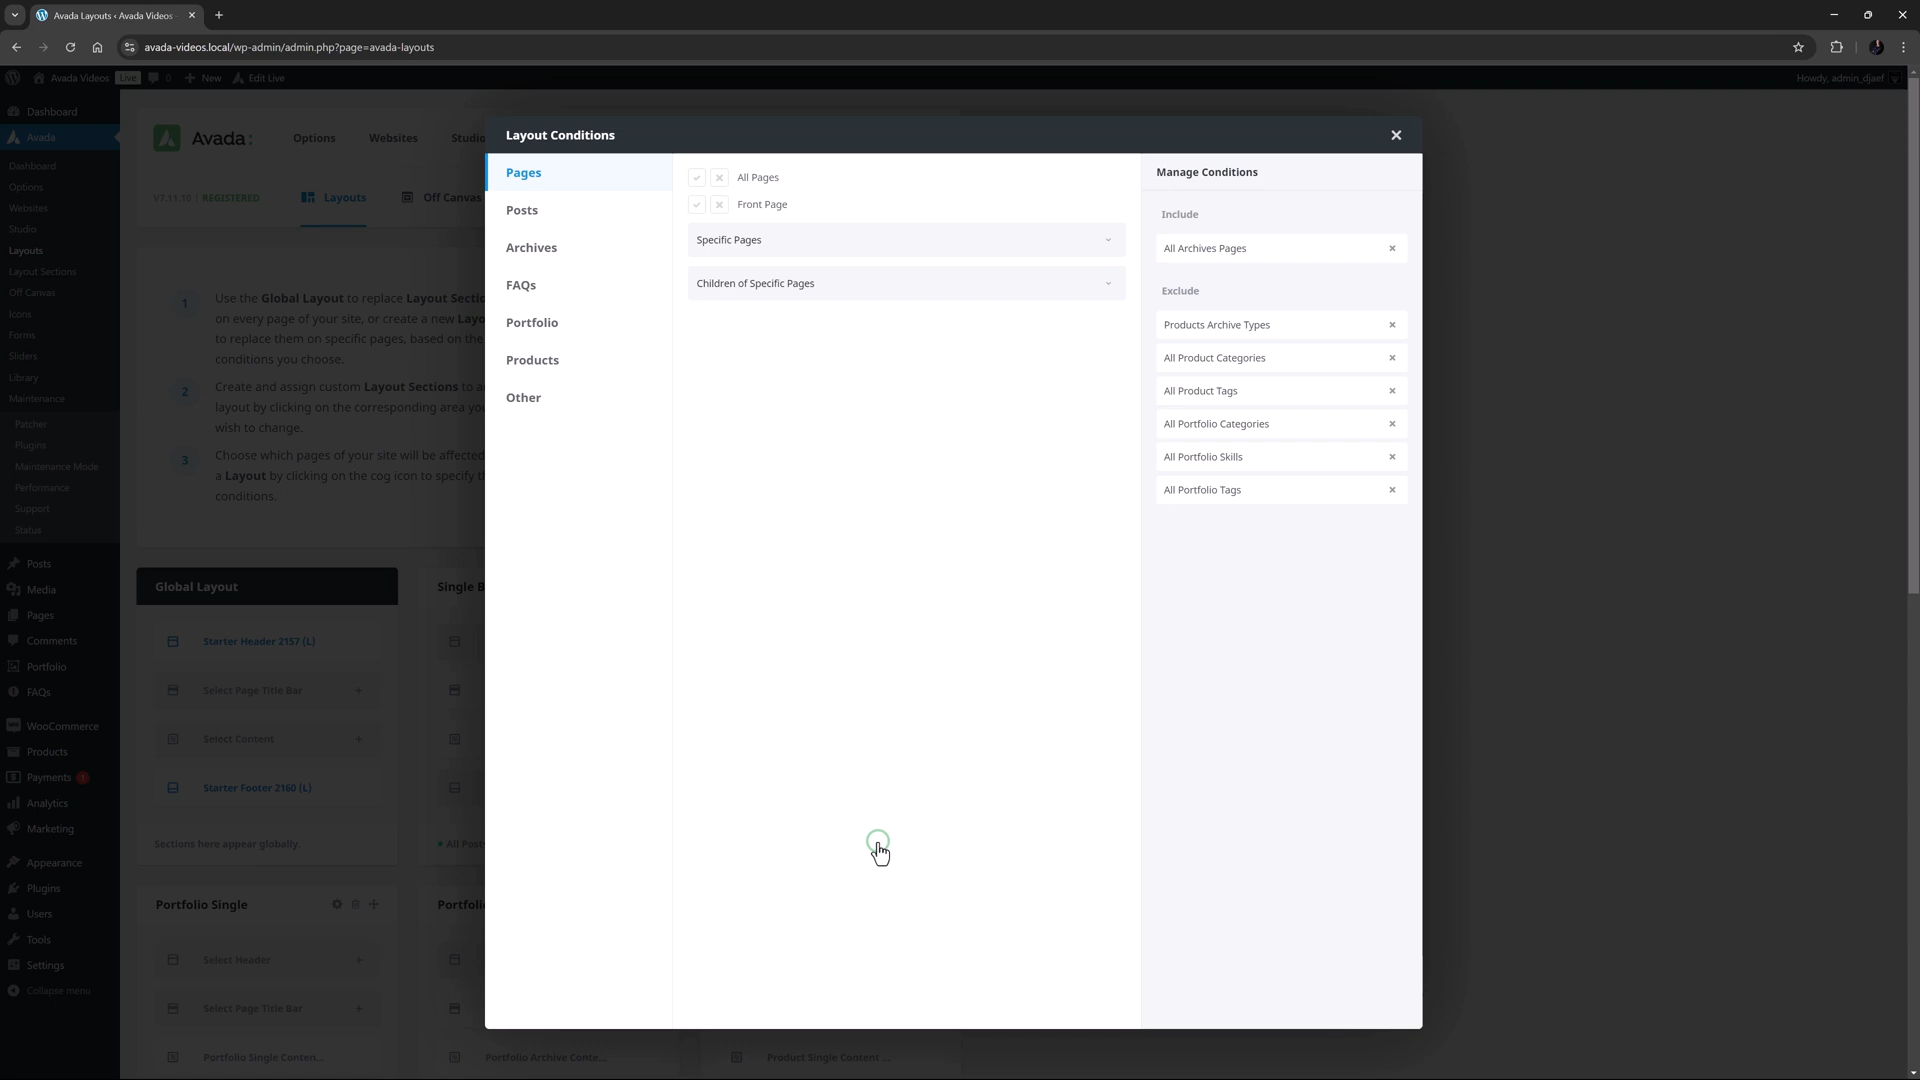 Avada Layouts ‹ Avada Videos
avada-videos.local/wp-admin/admin.php?page=avada-layouts
Avada Videos Live 0 New Edit Live
Howdy, admin_djaef
Dashboard
Avada
Dashboard
Options
Websites
Studio
Layouts
Layout Sections
Off Canvas
Icons
Forms
Sliders
Library
Maintenance
Patcher
Plugins
Maintenance Mode
Performance
Support
Status
Posts
Media
Pages
Comments
Portfolio
FAQs
WooCommerce
Products
Payments 1
Analytics
Marketing
Appearance
Plugins
Users
Tools
Settings
Collapse menu
Avada: Options Websites Studio
V7.11.10 | REGISTERED Layouts Off Canvas
1 Use the Global Layout to replace Layout
on every page of your site, or create a new
to replace them on specific pages, based on the
conditions you choose.
2 Create and assign custom Layout Sections to
layout by clicking on the corresponding area
wish to change.
3 Choose which pages of your site will be affected
a Layout by clicking on the cog icon to specify
conditions.
Global Layout
Starter Header 2157 (L)
Select Page Title Bar +
Select Content +
Starter Footer 2160 (L)
Sections here appear globally.
Single
All
Portfolio Single
Select Header +
Select Page Title Bar +
Portfolio Single Conten...
Portfolio Archive Conte...
Product Single Content ...
Layout Conditions
Pages
Posts
Archives
FAQs
Portfolio
Products
Other
All Pages
Front Page
Specific Pages
Children of Specific Pages
Manage Conditions
Include
All Archives Pages
Exclude
Products Archive Types
All Product Categories
All Product Tags
All Portfolio Categories
All Portfolio Skills
All Portfolio Tags